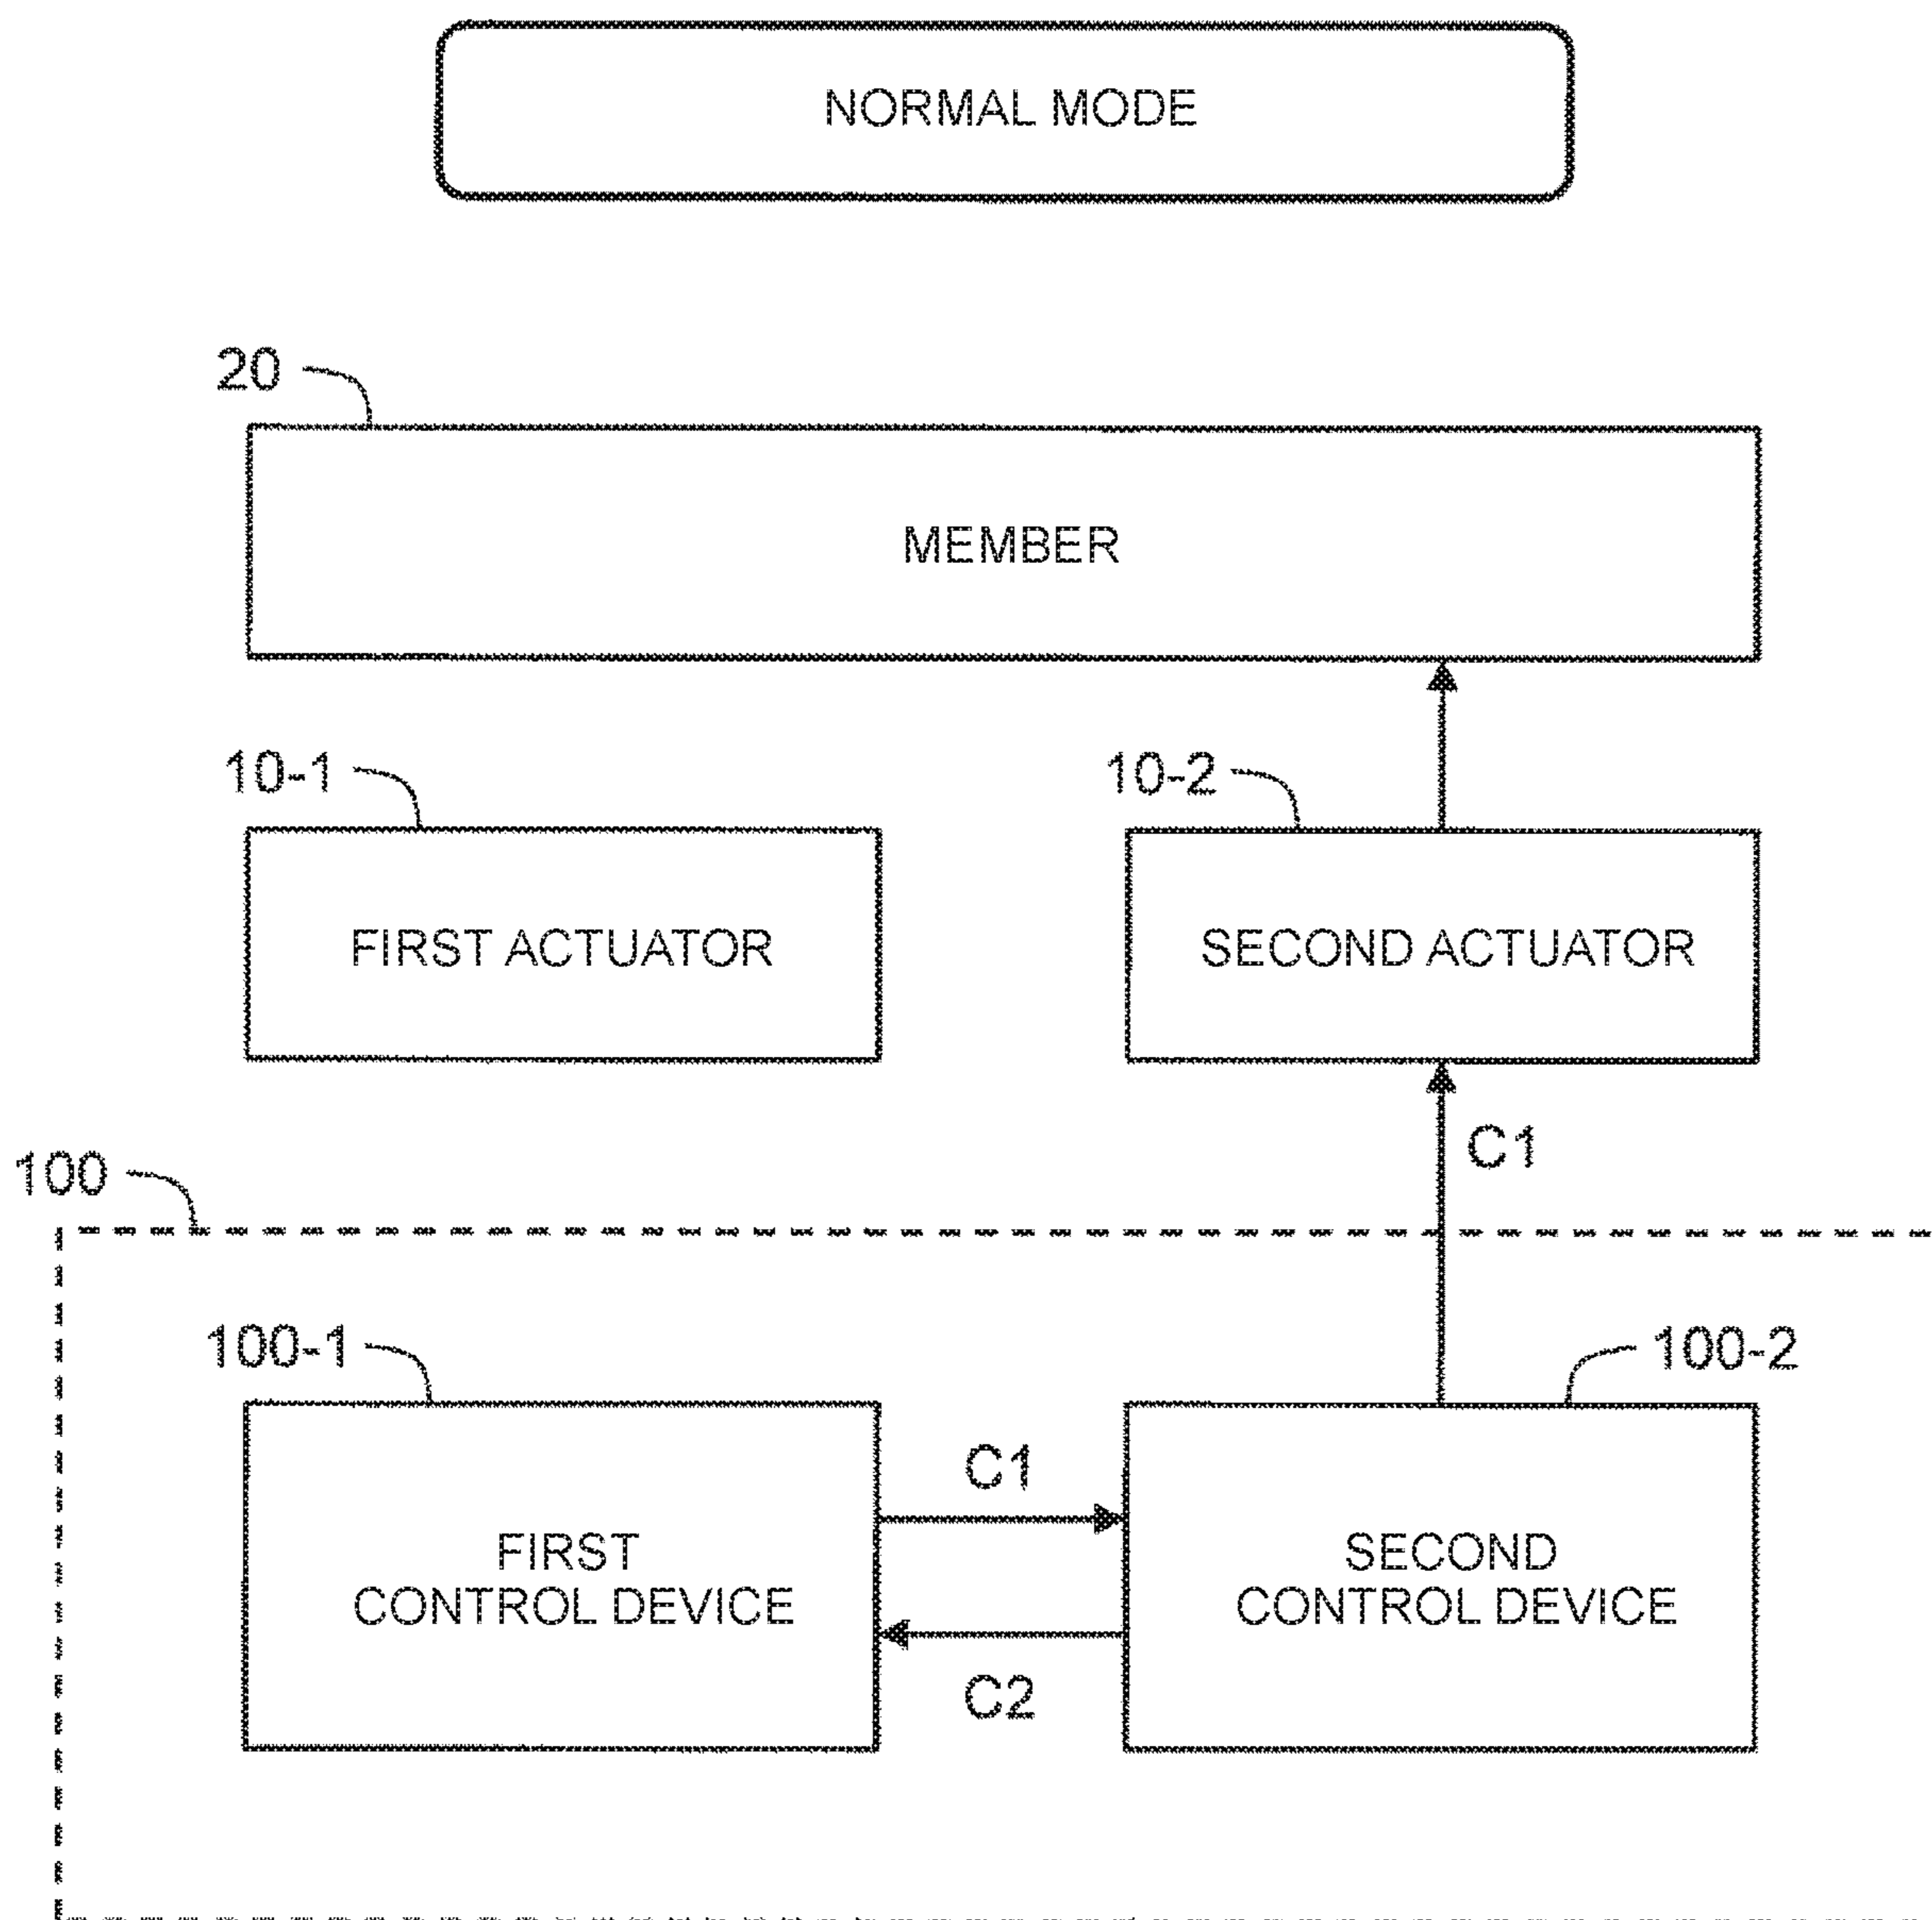 NORMAL MODE
20
MEMBER
10-1
10-2
FIRST ACTUATOR
SECOND ACTUATOR
C1
100
100-1
100-2
C1
FIRST
CONTROL DEVICE
SECOND
CONTROL DEVICE
C2